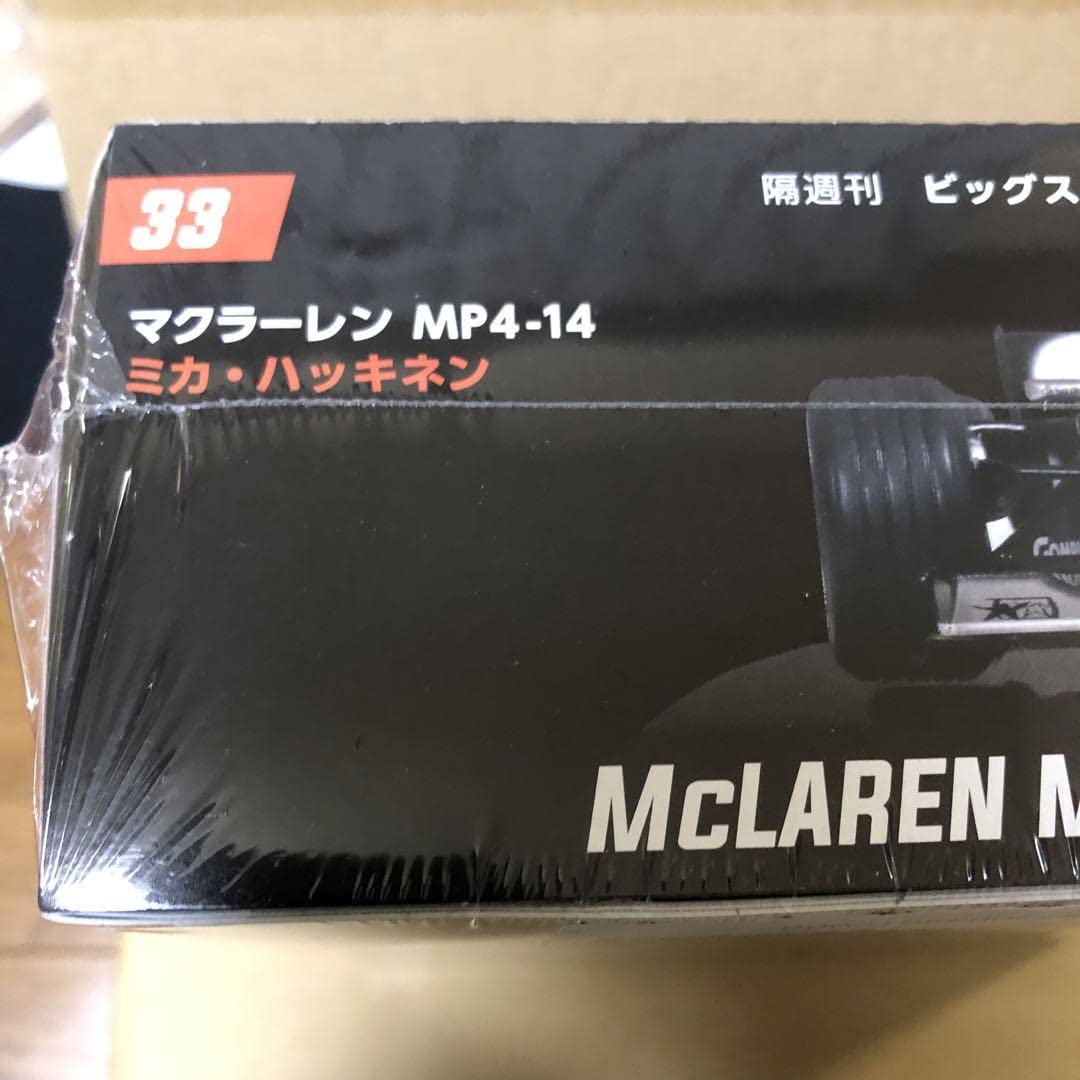 33
隔週刊 ビッグス
マクラーレン MP4-14
ミカ・ハッキネン
McLAREN M